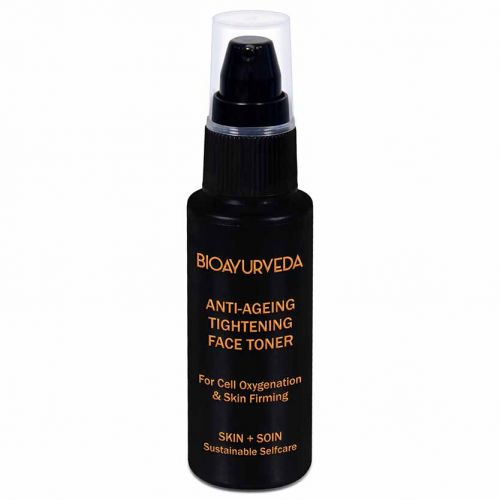 BIOAYURVEDA
ANTI-AGEING
TIGHTENING
FACE TONER
For Cell Oxygenation
& Skin Firming
SKIN + SOIN
Sustainable Selfcare